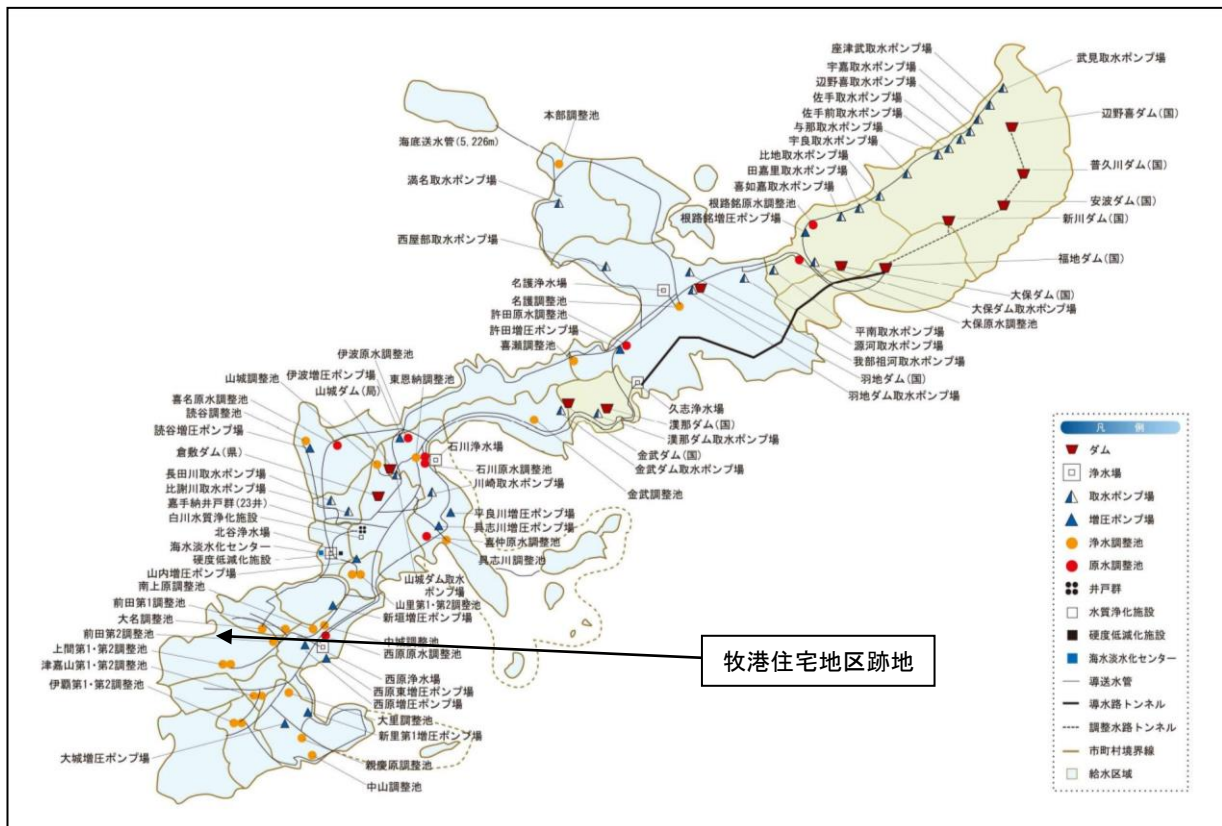 座津武取水ポンプ場
宇嘉取水ポンプ場
辺野喜取水ポンプ場
佐手取水ポンプ場
佐手前取水ポンプ場
与那取水ポンプ場
宇良取水ポンプ場
比地取水ポンプ場
田嘉里取水ポンプ場
喜如嘉取水ポンプ場
根路銘原水調整池
根路銘増圧ポンプ場
武見取水ポンプ場
辺野喜ダム(国)
普久川ダム(国)
安波ダム(国)
新川ダム(国)
福地ダム(国)
大保ダム(国)
大保ダム取水ポンプ場
大保原水調整池
平南取水ポンプ場
源河取水ポンプ場
我部祖河取水ポンプ場
羽地ダム(国)
羽地ダム取水ポンプ場
本部調整池
海底送水管(5,226m)
満名取水ポンプ場
西屋部取水ポンプ場
名護浄水場
名護調整池
許田原水調整池
許田増圧ポンプ場
喜瀬調整池
久志浄水場
漢那ダム(国)
漢那ダム取水ポンプ場
金武ダム(国)
金武ダム取水ポンプ場
金武調整池
伊波原水調整池
伊波増圧ポンプ場
東恩納調整池
山城調整池
山城ダム(局)
喜名原水調整池
読谷調整池
読谷増圧ポンプ場
倉敷ダム(県)
長田川取水ポンプ場
比謝川取水ポンプ場
嘉手納井戸群(23井)
白川水質浄化施設
北谷浄水場
海水淡水化センター
硬度低減化施設
山内増圧ポンプ場
南上原調整池
前田第1調整池
大名調整池
前田第2調整池
上間第1・第2調整池
津嘉山第1・第2調整池
伊覇第1・第2調整池
大城増圧ポンプ場
石川浄水場
石川原水調整池
川崎取水ポンプ場
平良川増圧ポンプ場
具志川増圧ポンプ場
嘉仲原水調整池
具志川調整池
山城ダム取水
ポンプ場
山里第1・第2調整池
新垣増圧ポンプ場
中城調整池
西原原水調整池
西原浄水場
西原東増圧ポンプ場
西原増圧ポンプ場
大里調整池
新里第1増圧ポンプ場
親慶原調整池
中山調整池
牧港住宅地区跡地
凡例
ダム
浄水場
取水ポンプ場
増圧ポンプ場
浄水調整池
原水調整池
井戸群
水質浄化施設
硬度低減化施設
海水淡水化センター
導送水管
導水路トンネル
調整水路トンネル
市町村境界線
給水区域